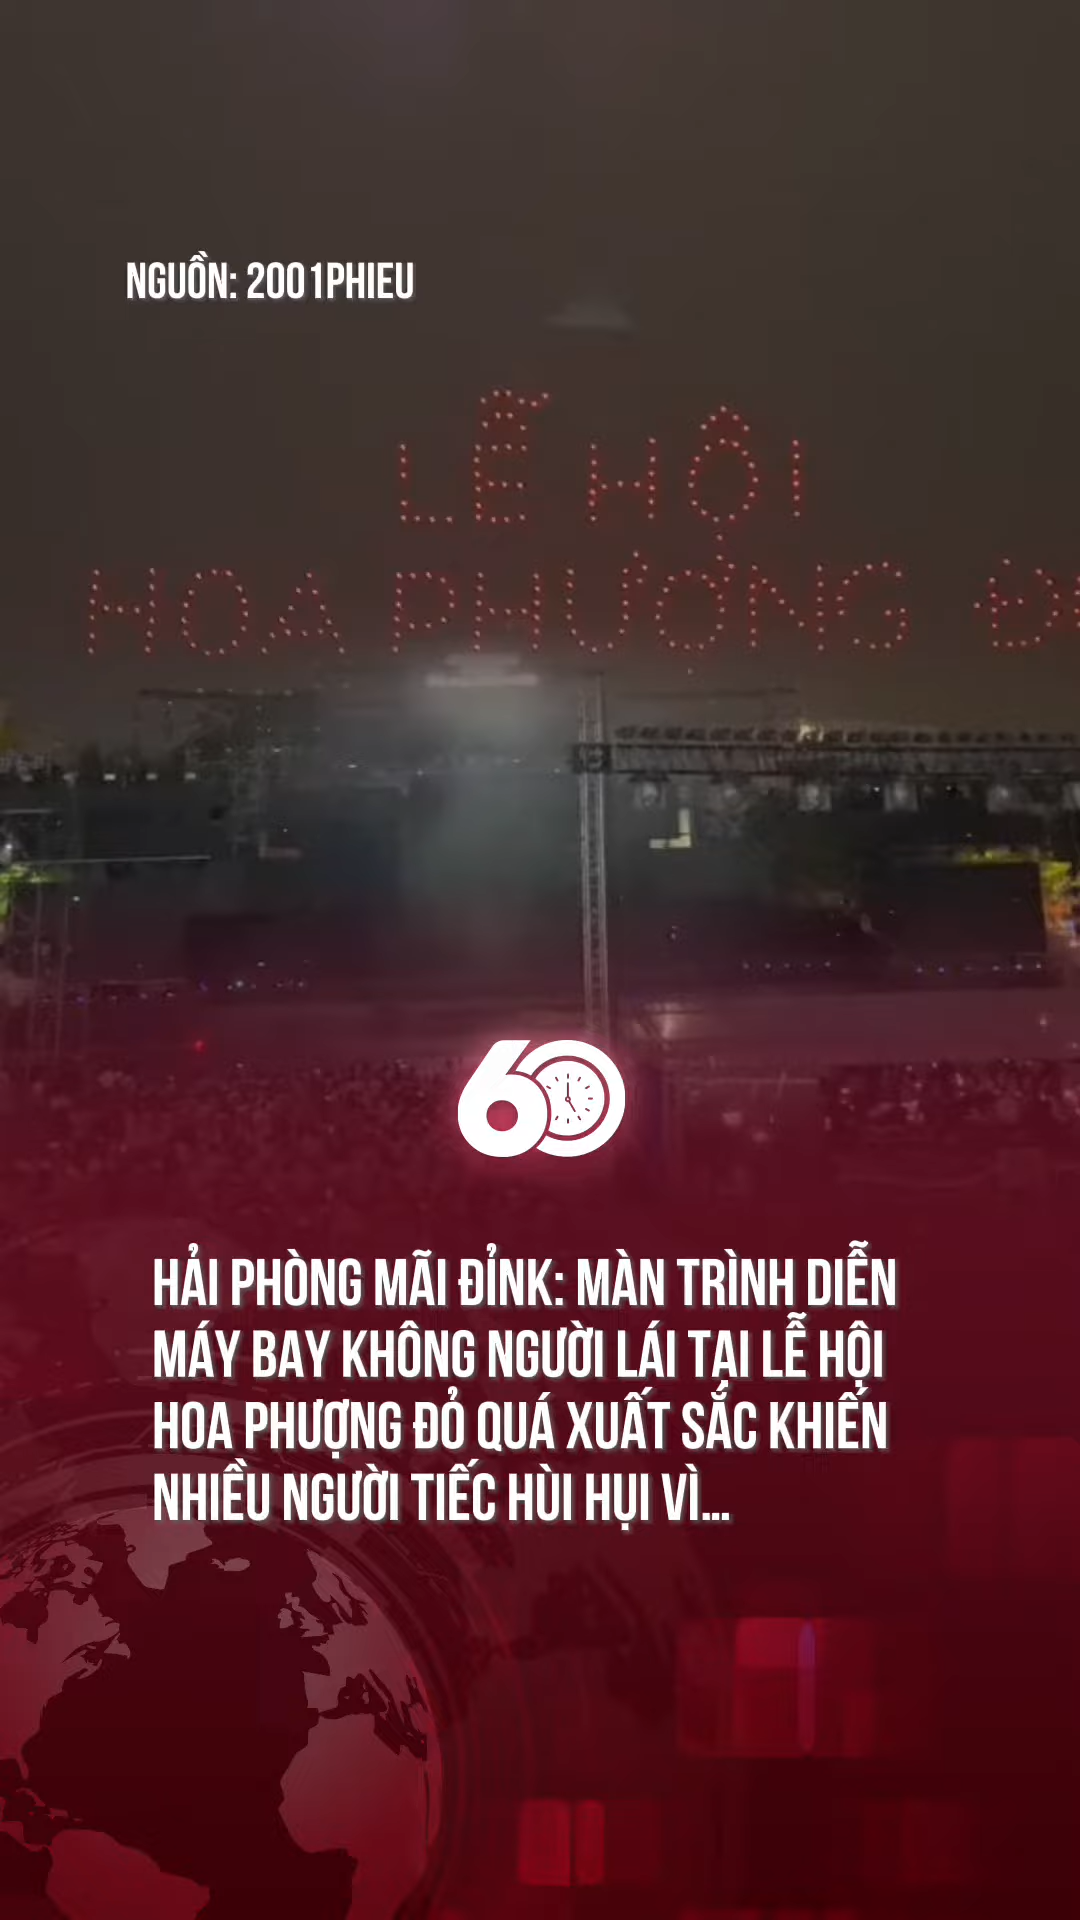 NGUỒN: 2001PHIEU
LỄ HỘI
HOA PHƯỢNG
60
HẢI PHÒNG MÃI ĐỈNK: MÀN TRÌNH DIỄN
MÁY BAY KHÔNG NGƯỜI LÁI TẠI LỄ HỘI
HOA PHƯỢNG ĐỎ QUÁ XUẤT SẮC KHIẾN
NHIỀU NGƯỜI TIẾC HÙI HỤI VÌ...